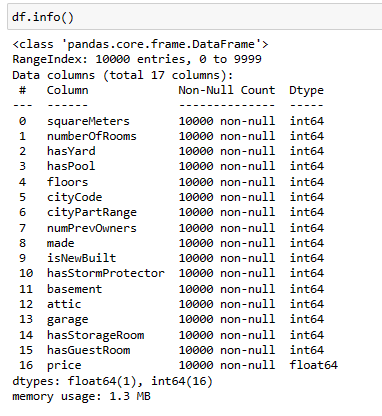 df.info()
<class 'pandas.core.frame.DataFrame'>
RangeIndex: 10000 entries, 0 to 9999
Data columns (total 17 columns):
 #   Column            Non-Null Count  Dtype
---  ------            --------------  -----
 0   squareMeters      10000 non-null  int64
 1   numberOfRooms     10000 non-null  int64
 2   hasYard           10000 non-null  int64
 3   hasPool           10000 non-null  int64
 4   floors            10000 non-null  int64
 5   cityCode          10000 non-null  int64
 6   cityPartRange     10000 non-null  int64
 7   numPrevOwners     10000 non-null  int64
 8   made              10000 non-null  int64
 9   isNewBuilt        10000 non-null  int64
 10  hasStormProtector 10000 non-null  int64
 11  basement          10000 non-null  int64
 12  attic             10000 non-null  int64
 13  garage            10000 non-null  int64
 14  hasStorageRoom    10000 non-null  int64
 15  hasGuestRoom      10000 non-null  int64
 16  price             10000 non-null  float64
dtypes: float64(1), int64(16)
memory usage: 1.3 MB